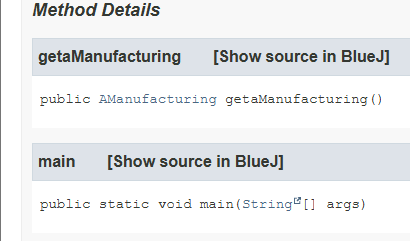 Method Details
getaManufacturing [Show source in BlueJ]
public AManufacturing getaManufacturing()
main [Show source in BlueJ]
public static void main(String[] args)